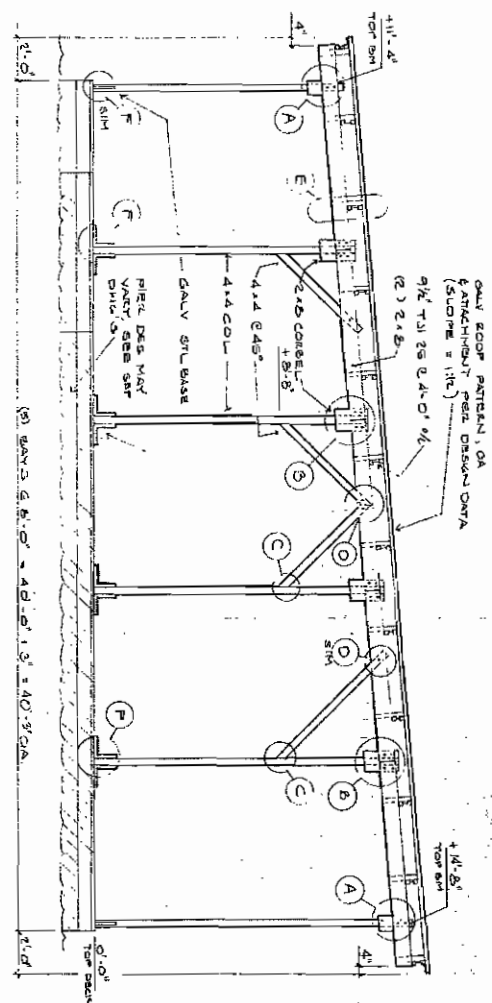 GALV ROOF PATTERN, GA
& ATTACHMENT PER DESIGN DATA
(SLOPE = 1:12)
9 1/2" TJI 25 @ 4'-0" o/c
(2) 2x8
+11'-4"
TOP BM
4"
A
E
2x8 CORBEL
+8'-8"
4x4 @45°
4x4 COL
GALV STL BASE
PIER DES MAY
VARY, SEE SBF
DWG 3
F
SIM
F
B
D
C
D
SIM
C
B
F
A
+14'-8"
TOP BM
4"
0'-0"
TOP DECK
2'-0"
(5) BAYS @ 8'-0" = 40'-0" + 3" = 40'-3" OA
2'-0"